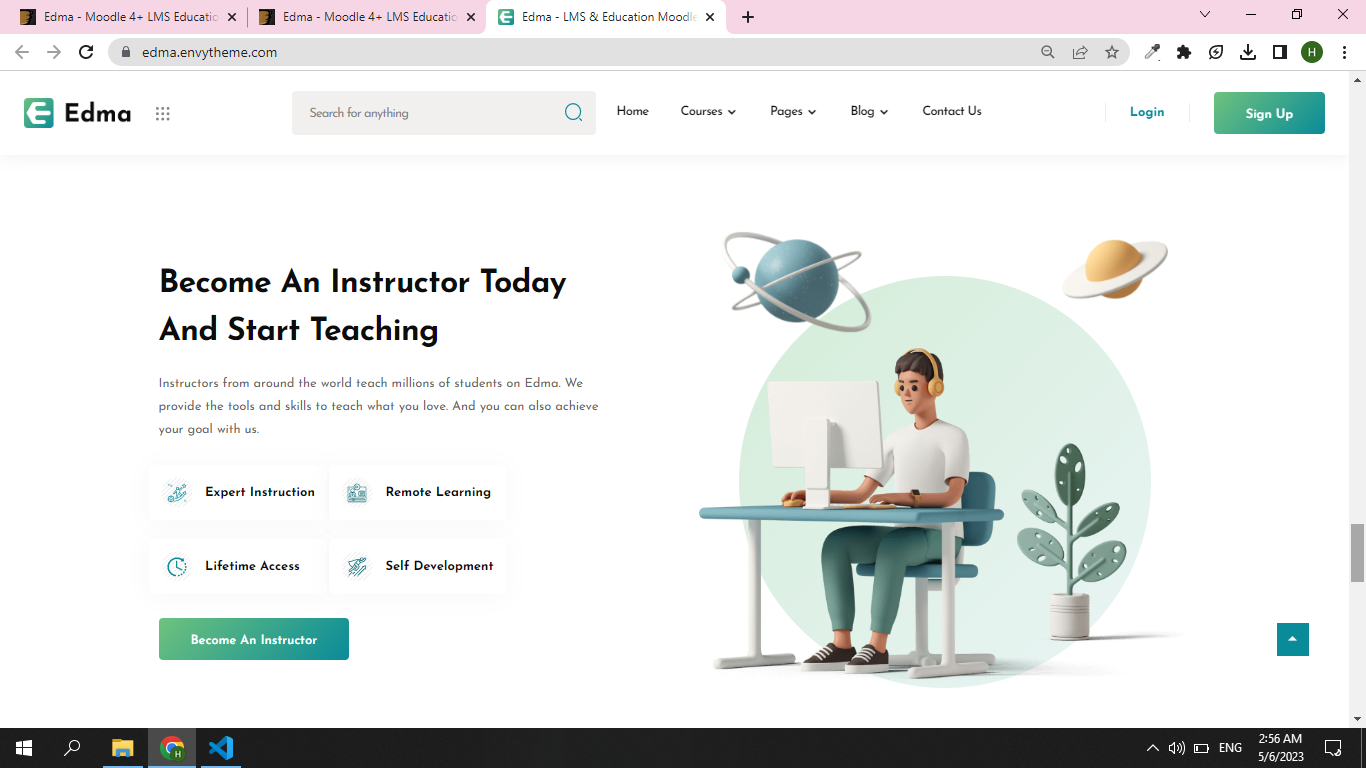 Edma - Moodle 4+ LMS Educatio
Edma - Moodle 4+ LMS Educatio
Edma - LMS & Education Moodle
edma.envytheme.com
H
Edma
Search for anything
Home
Courses
Pages
Blog
Contact Us
Login
Sign Up
Become An Instructor Today
And Start Teaching
Instructors from around the world teach millions of students on Edma. We
provide the tools and skills to teach what you love. And you can also achieve
your goal with us.
Expert Instruction
Remote Learning
Lifetime Access
Self Development
Become An Instructor
H
ENG
2:56 AM
5/6/2023